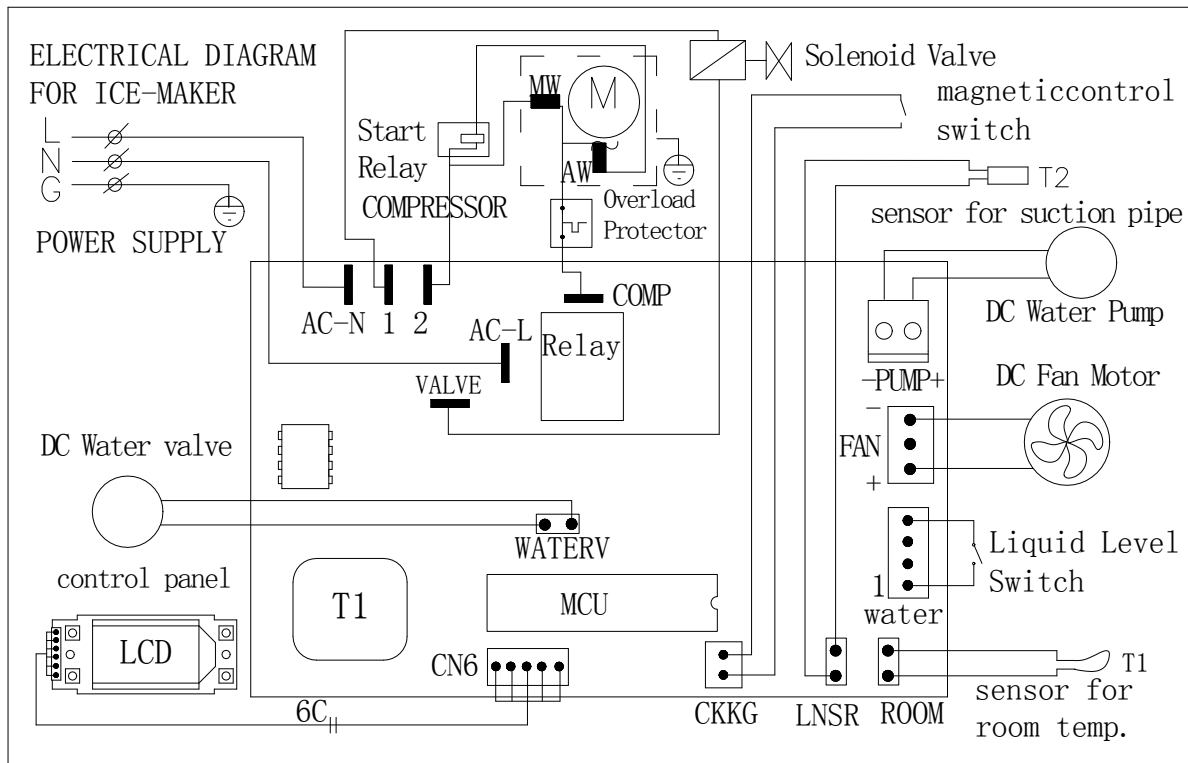 ELECTRICAL DIAGRAM
FOR ICE-MAKER
L
N
G
POWER SUPPLY
Start
Relay
COMPRESSOR
MW
M
AW
Overload
Protector
Solenoid Valve
magneticcontrol
switch
T2
sensor for suction pipe
AC-N 1 2
COMP
AC-L
Relay
VALVE
-PUMP+
DC Water Pump
DC Fan Motor
-
FAN
+
DC Water valve
WATERV
Liquid Level
Switch
1
water
control panel
LCD
T1
MCU
CN6
6C
CKKG
LNSR
ROOM
T1
sensor for
room temp.